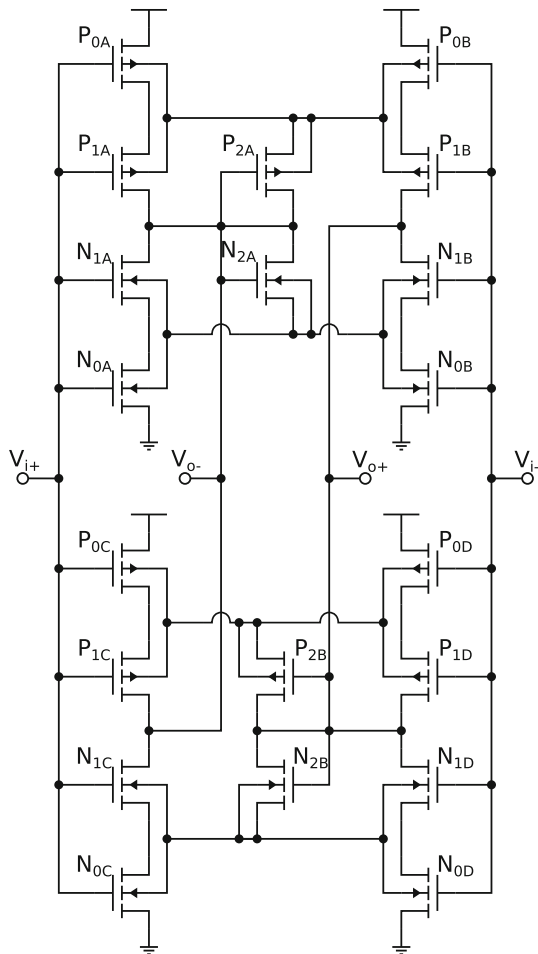 P0A
P0B
P1A
P2A
P1B
N1A
N2A
N1B
N0A
N0B
Vi+
Vo-
Vo+
Vi-
P0C
P0D
P1C
P2B
P1D
N1C
N2B
N1D
N0C
N0D